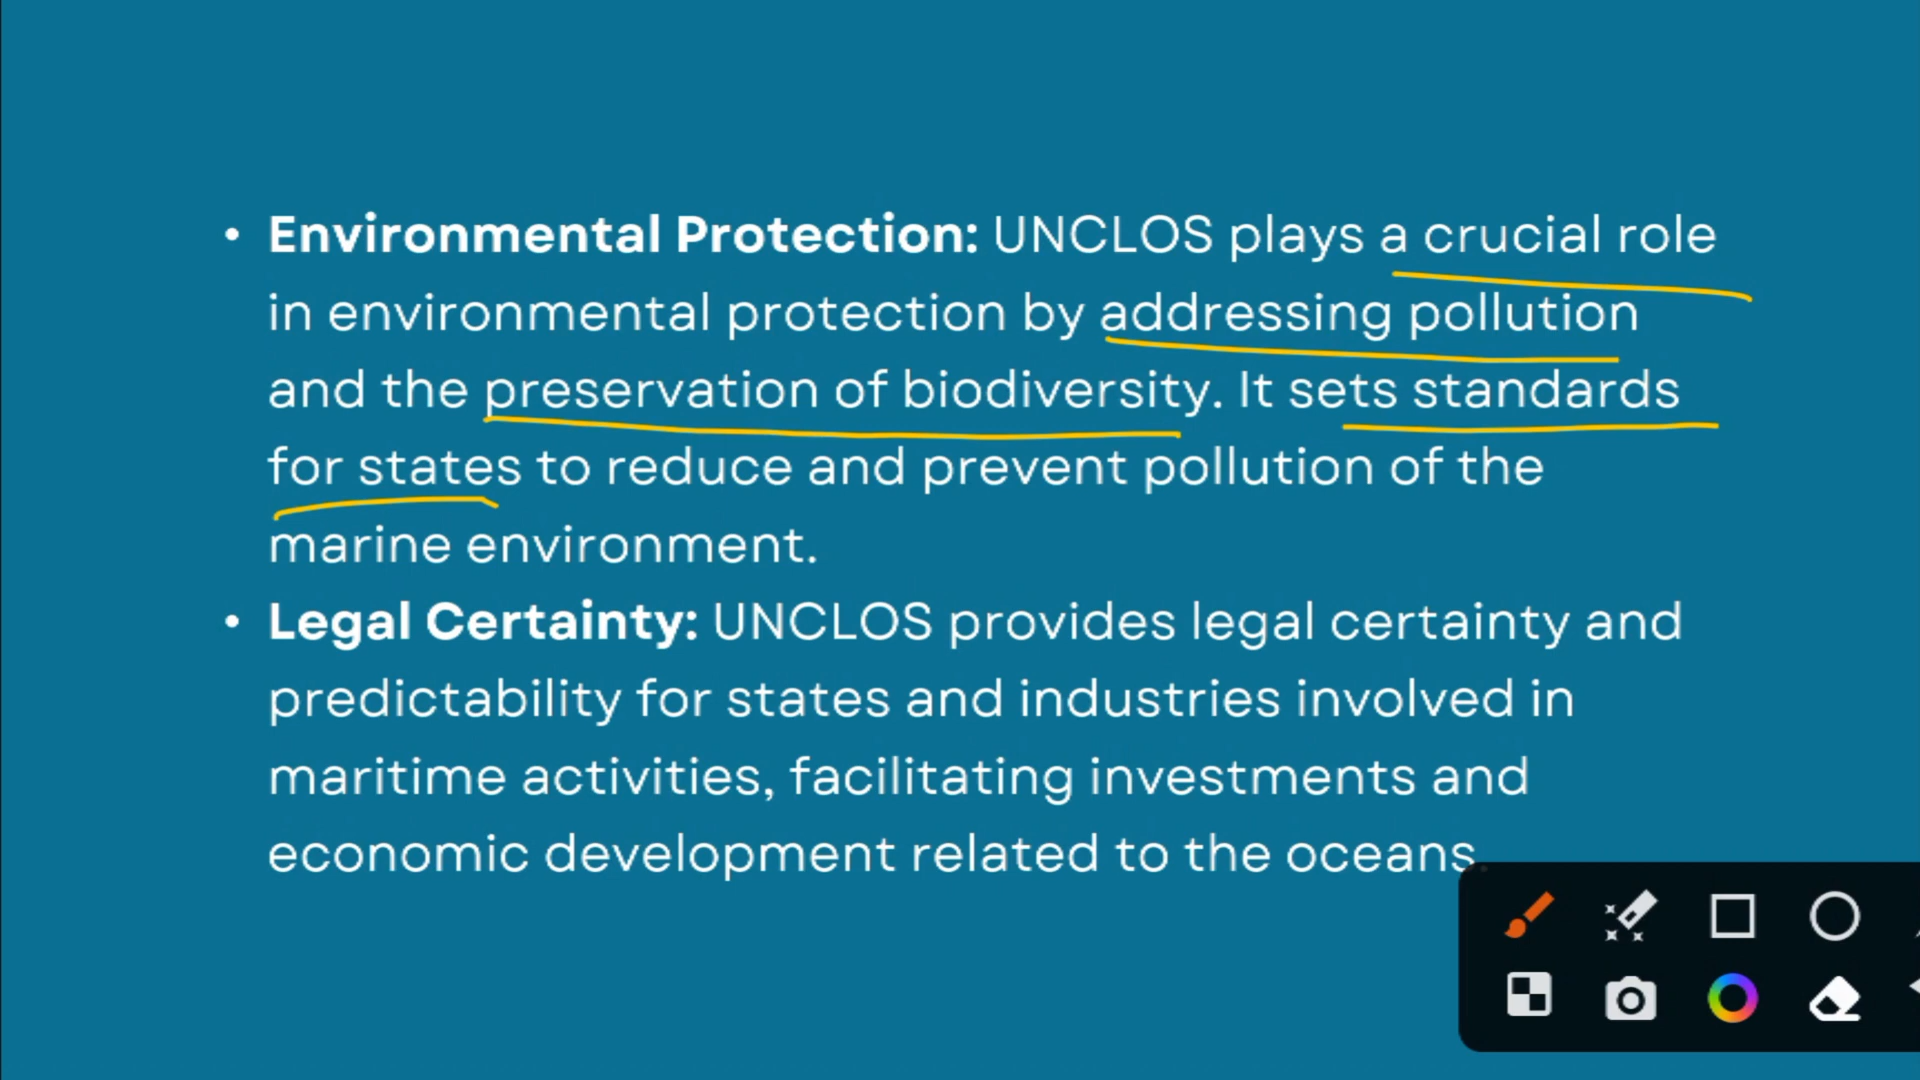 • Environmental Protection: UNCLOS plays a crucial role
in environmental protection by addressing pollution
and the preservation of biodiversity. It sets standards
for states to reduce and prevent pollution of the
marine environment.
• Legal Certainty: UNCLOS provides legal certainty and
predictability for states and industries involved in
maritime activities, facilitating investments and
economic development related to the oceans.